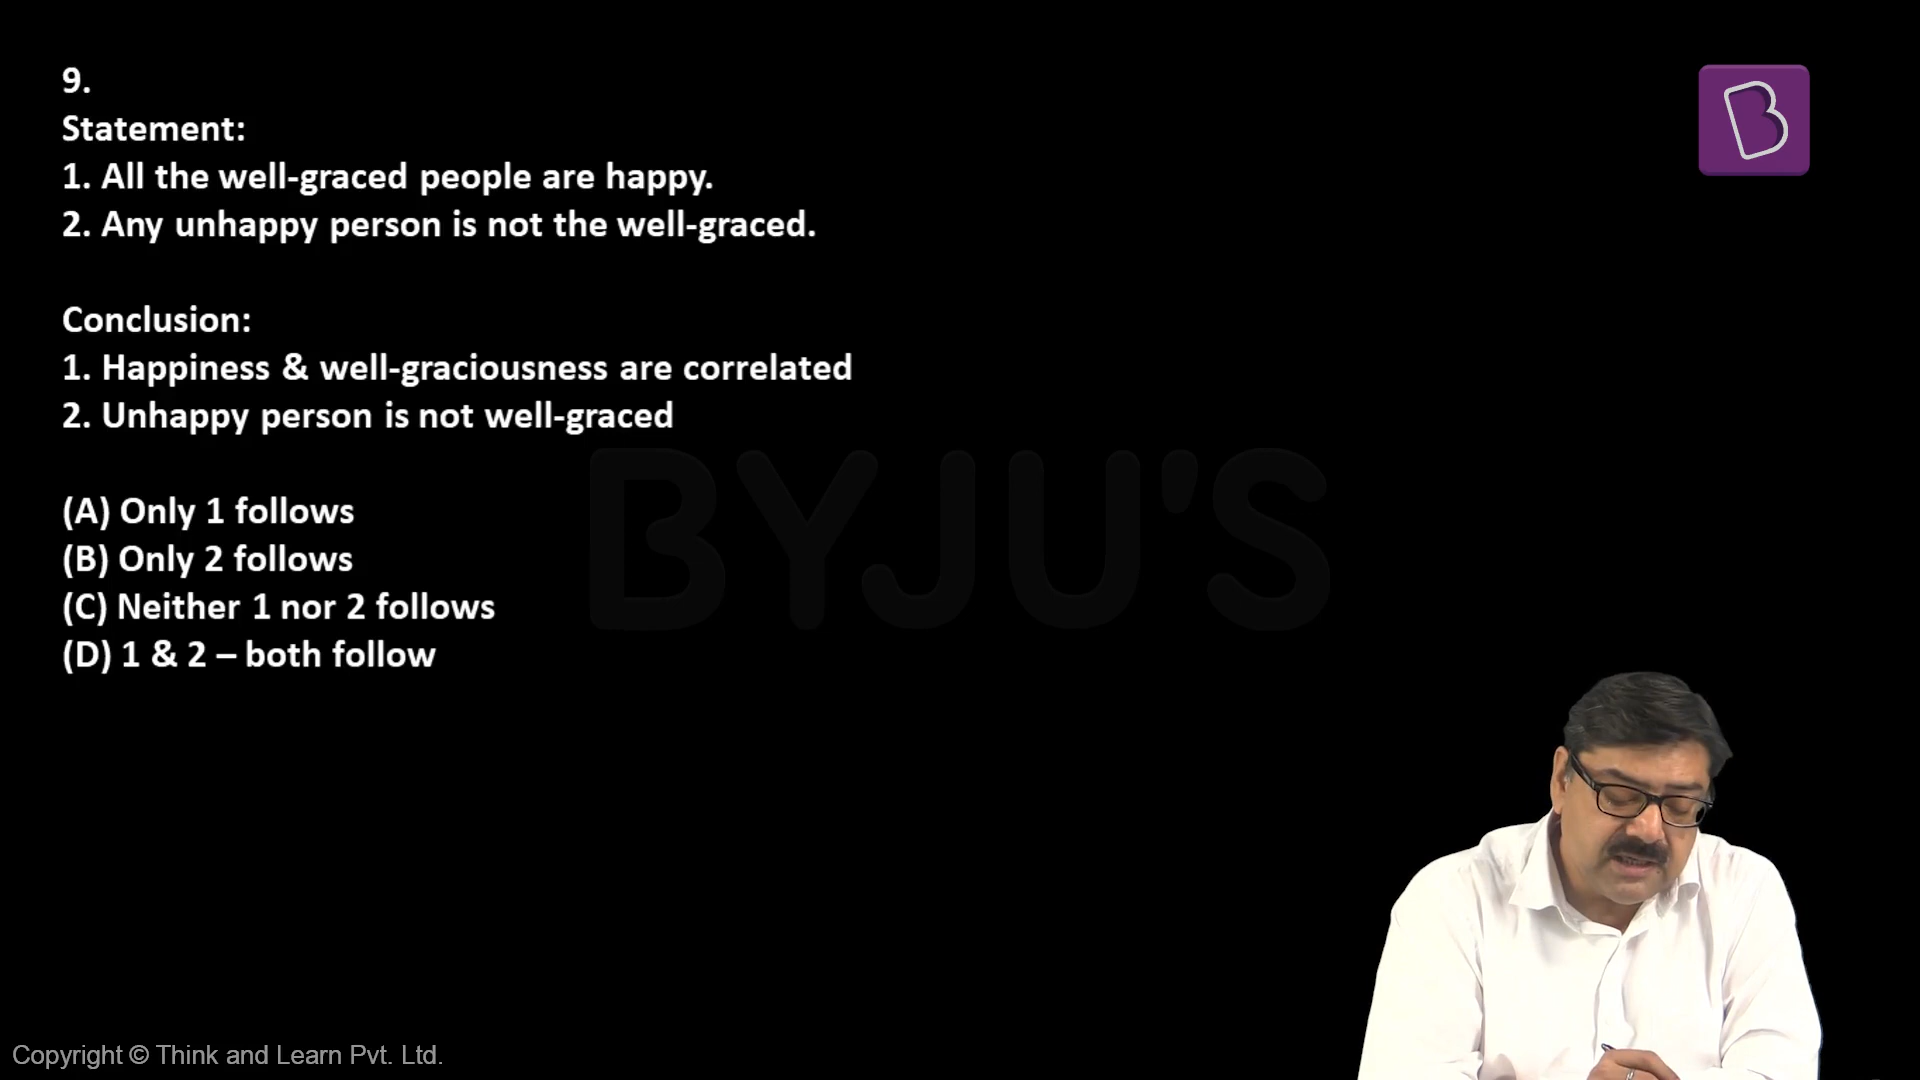 9.
Statement:
1. All the well-graced people are happy.
2. Any unhappy person is not the well-graced.
Conclusion:
1. Happiness & well-graciousness are correlated
2. Unhappy person is not well-graced
BYJU'S
(A) Only 1 follows
(B) Only 2 follows
(C) Neither 1 nor 2 follows
(D) 1 & 2 – both follow
Copyright © Think and Learn Pvt. Ltd.